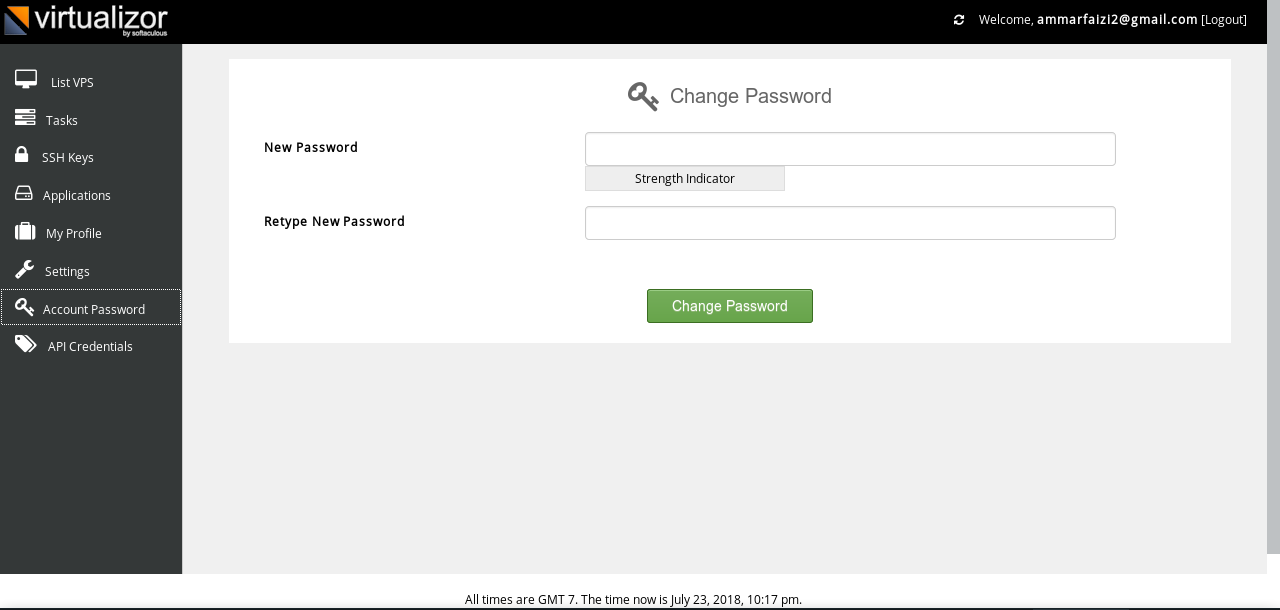 virtualizor
by softaculous
Welcome, ammarfaizi2@gmail.com [Logout]
List VPS
Tasks
SSH Keys
Applications
My Profile
Settings
Account Password
API Credentials
Change Password
New Password
Strength Indicator
Retype New Password
Change Password
All times are GMT 7. The time now is July 23, 2018, 10:17 pm.